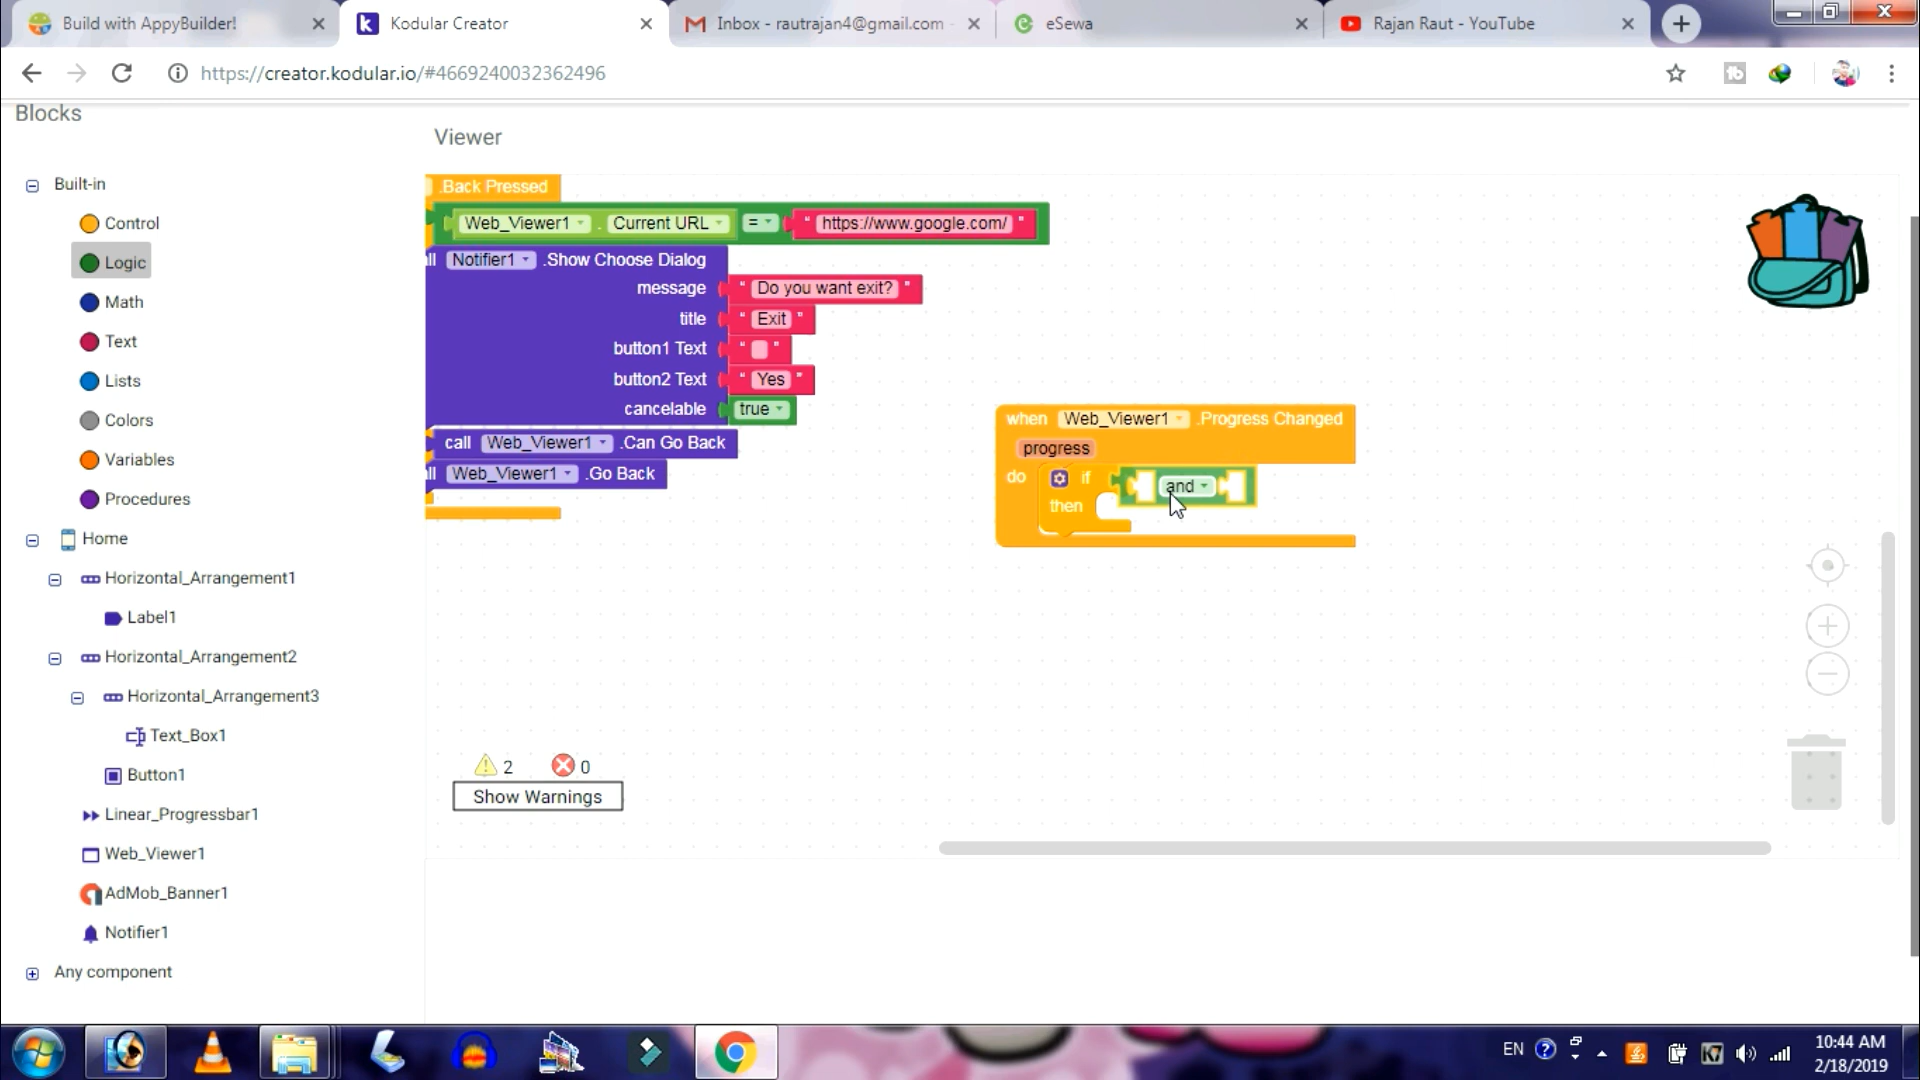 Build with AppyBuilder!
Kodular Creator
Inbox - rautrajan4@gmail.com -
eSewa
Rajan Raut - YouTube
https://creator.kodular.io/#4669240032362496
Blocks
Viewer
Built-in
Control
Logic
Math
Text
Lists
Colors
Variables
Procedures
Home
Horizontal_Arrangement1
Label1
Horizontal_Arrangement2
Horizontal_Arrangement3
Text_Box1
Button1
Linear_Progressbar1
Web_Viewer1
AdMob_Banner1
Notifier1
Any component
.Back Pressed
Web_Viewer1 . Current URL = " https://www.google.com/ "
Notifier1 .Show Choose Dialog
message " Do you want exit? "
title " Exit "
button1 Text " "
button2 Text " Yes "
cancelable true
call Web_Viewer1 .Can Go Back
Web_Viewer1 .Go Back
when Web_Viewer1 .Progress Changed
progress
do if and
then
2 0
Show Warnings
EN
10:44 AM
2/18/2019